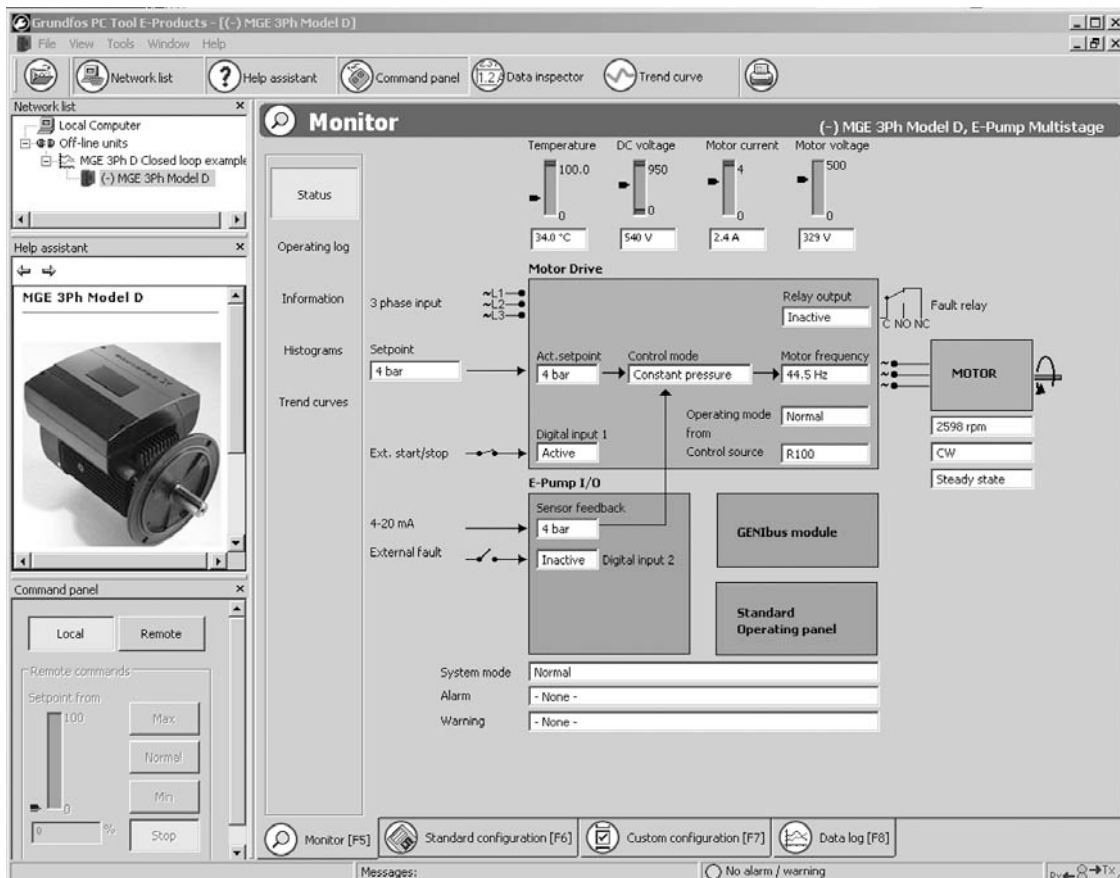 Grundfos PC Tool E-Products - [(-) MGE 3Ph Model D]
File View Tools Window Help
Network list
Help assistant
Command panel
Data inspector
Trend curve
Network list
Local Computer
Off-line units
MGE 3Ph D Closed loop example
(-) MGE 3Ph Model D
Help assistant
MGE 3Ph Model D
Command panel
Local Remote
Remote commands
Setpoint from
100
Max
Normal
Min
0
0 %
Stop
Monitor
(-) MGE 3Ph Model D, E-Pump Multistage
Status
Operating log
Information
Histograms
Trend curves
Temperature DC voltage Motor current Motor voltage
100.0 950 4 500
0 0 0 0
34.0 °C 540 V 2.4 A 329 V
Motor Drive
3 phase input
~L1
~L2
~L3
Relay output
Inactive
C NO NC
Fault relay
Setpoint
4 bar
Act.setpoint
4 bar
Control mode
Constant pressure
Motor frequency
44.5 Hz
~
~
~
MOTOR
2598 rpm
CW
Steady state
Operating mode Normal
from
Control source R100
Ext. start/stop
Digital input 1
Active
E-Pump I/O
Sensor feedback
4-20 mA
4 bar
External fault
Inactive Digital input 2
GENIbus module
Standard
Operating panel
System mode Normal
Alarm - None -
Warning - None -
Monitor [F5] Standard configuration [F6] Custom configuration [F7] Data log [F8]
Messages: No alarm / warning
Rx Tx